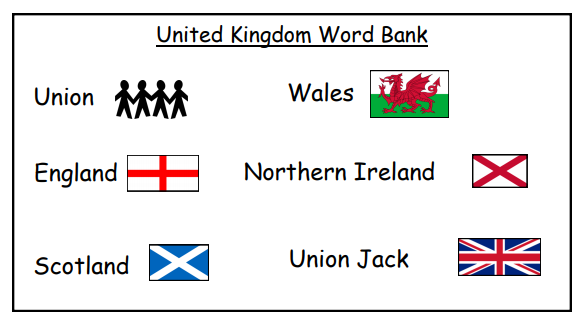 United Kingdom Word Bank
Union
Wales
England
Northern Ireland
Scotland
Union Jack